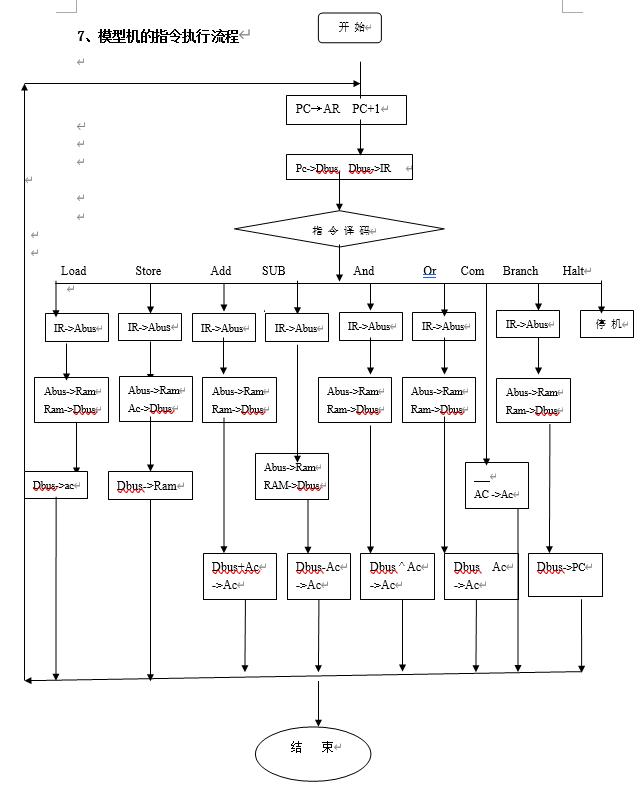 开 始
7、模型机的指令执行流程
PC→AR PC+1
Pc->Dbus Dbus->IR
指 令 译 码
Load Store Add SUB And Or Com Branch Halt
IR->Abus IR->Abus IR->Abus IR->Abus IR->Abus IR->Abus IR->Abus 停 机
Abus->Ram Abus->Ram Abus->Ram Abus->Ram Abus->Ram Abus->Ram
Ram->Dbus Ac->Dbus Ram->Dbus Ram->Dbus Ram->Dbus Ram->Dbus
Abus->Ram
RAM->Dbus
Dbus->ac Dbus->Ram
AC ->Ac
Dbus+Ac Dbus-Ac Dbus ^ Ac Dbus Ac Dbus->PC
->Ac ->Ac ->Ac ->Ac
结 束